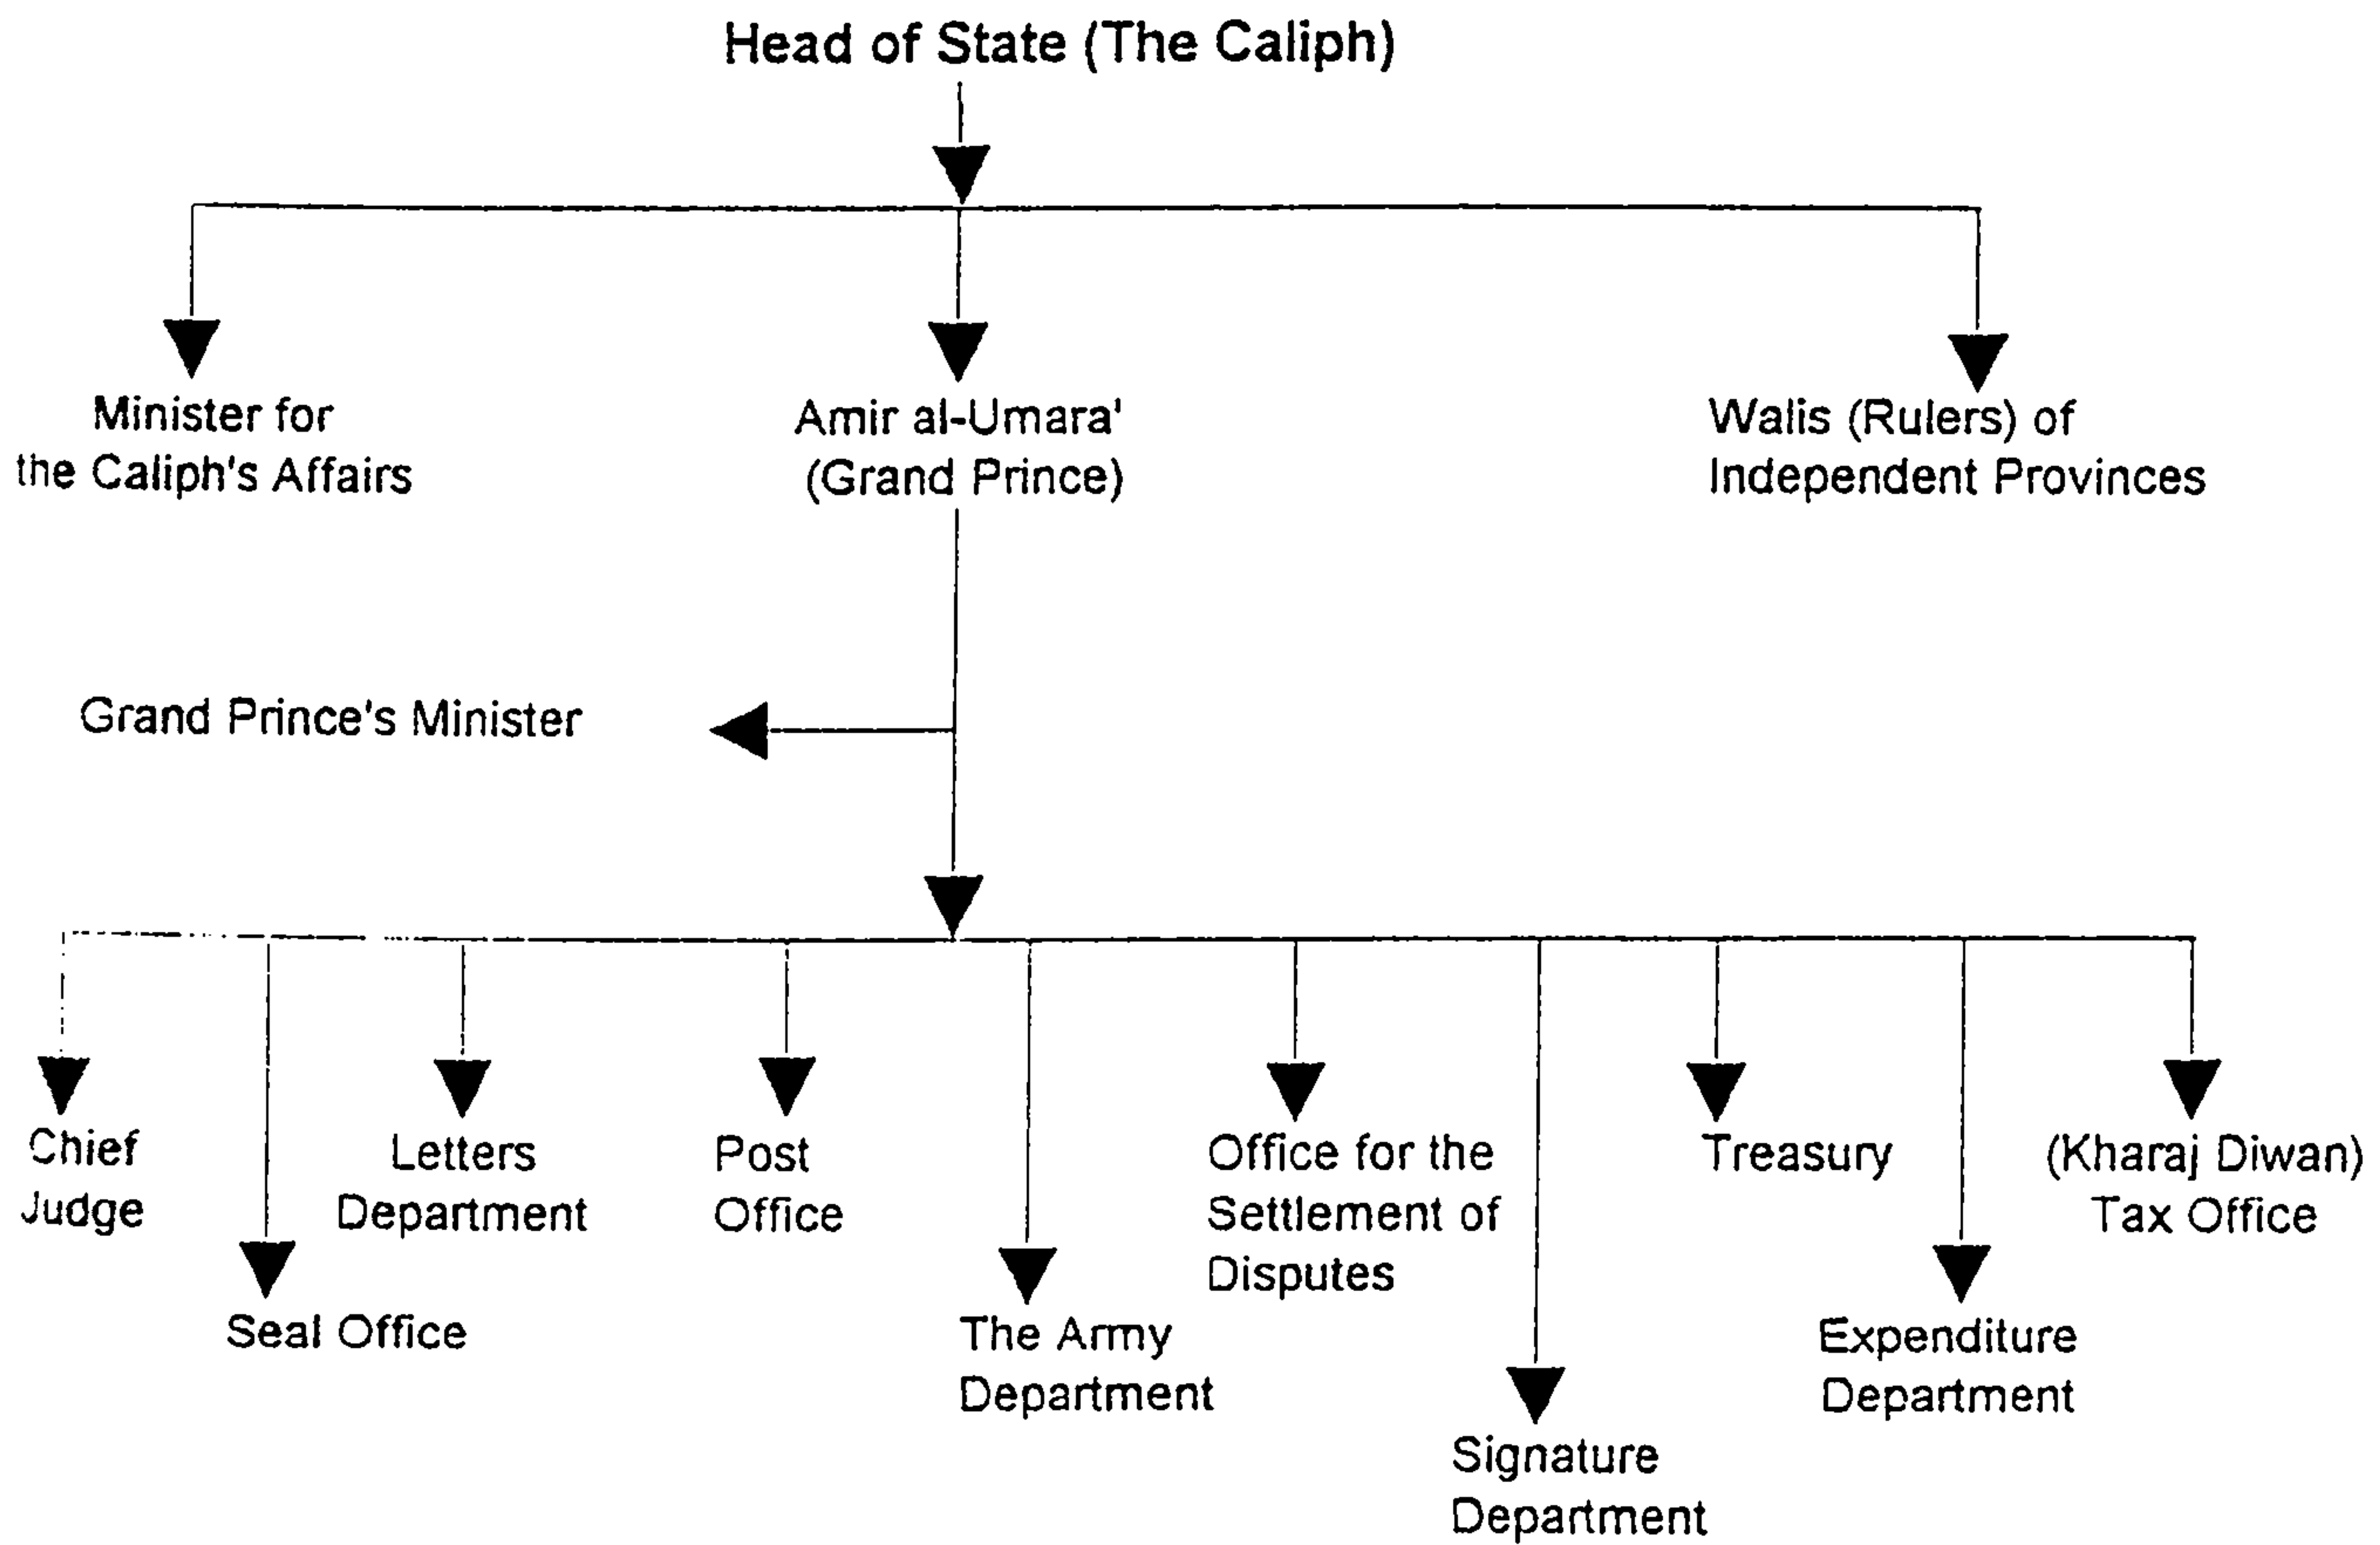 Head of State (The Caliph)
Minister for
the Caliph's Affairs
Amir al-Umara'
(Grand Prince)
Walis (Rulers) of
Independent Provinces
Grand Prince's Minister
Chief
Judge
Seal Office
Letters
Department
Post
Office
The Army
Department
Office for the
Settlement of
Disputes
Signature
Department
Treasury
Expenditure
Department
(Kharaj Diwan)
Tax Office